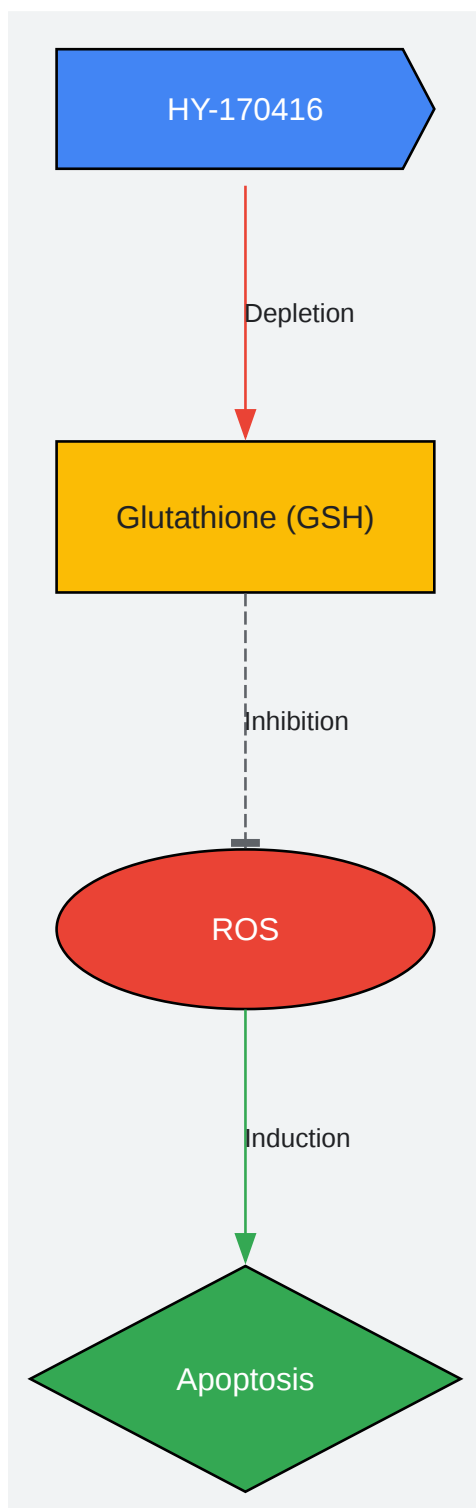 HY-170416
Depletion
Glutathione (GSH)
Inhibition
ROS
Induction
Apoptosis